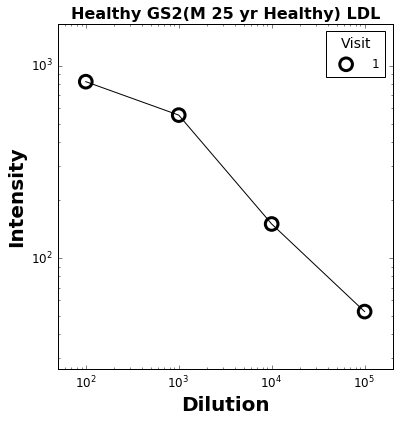 Healthy GS2(M 25 yr Healthy) LDL
Visit
1
10³
10²
Intensity
10² 10³ 10⁴ 10⁵
Dilution